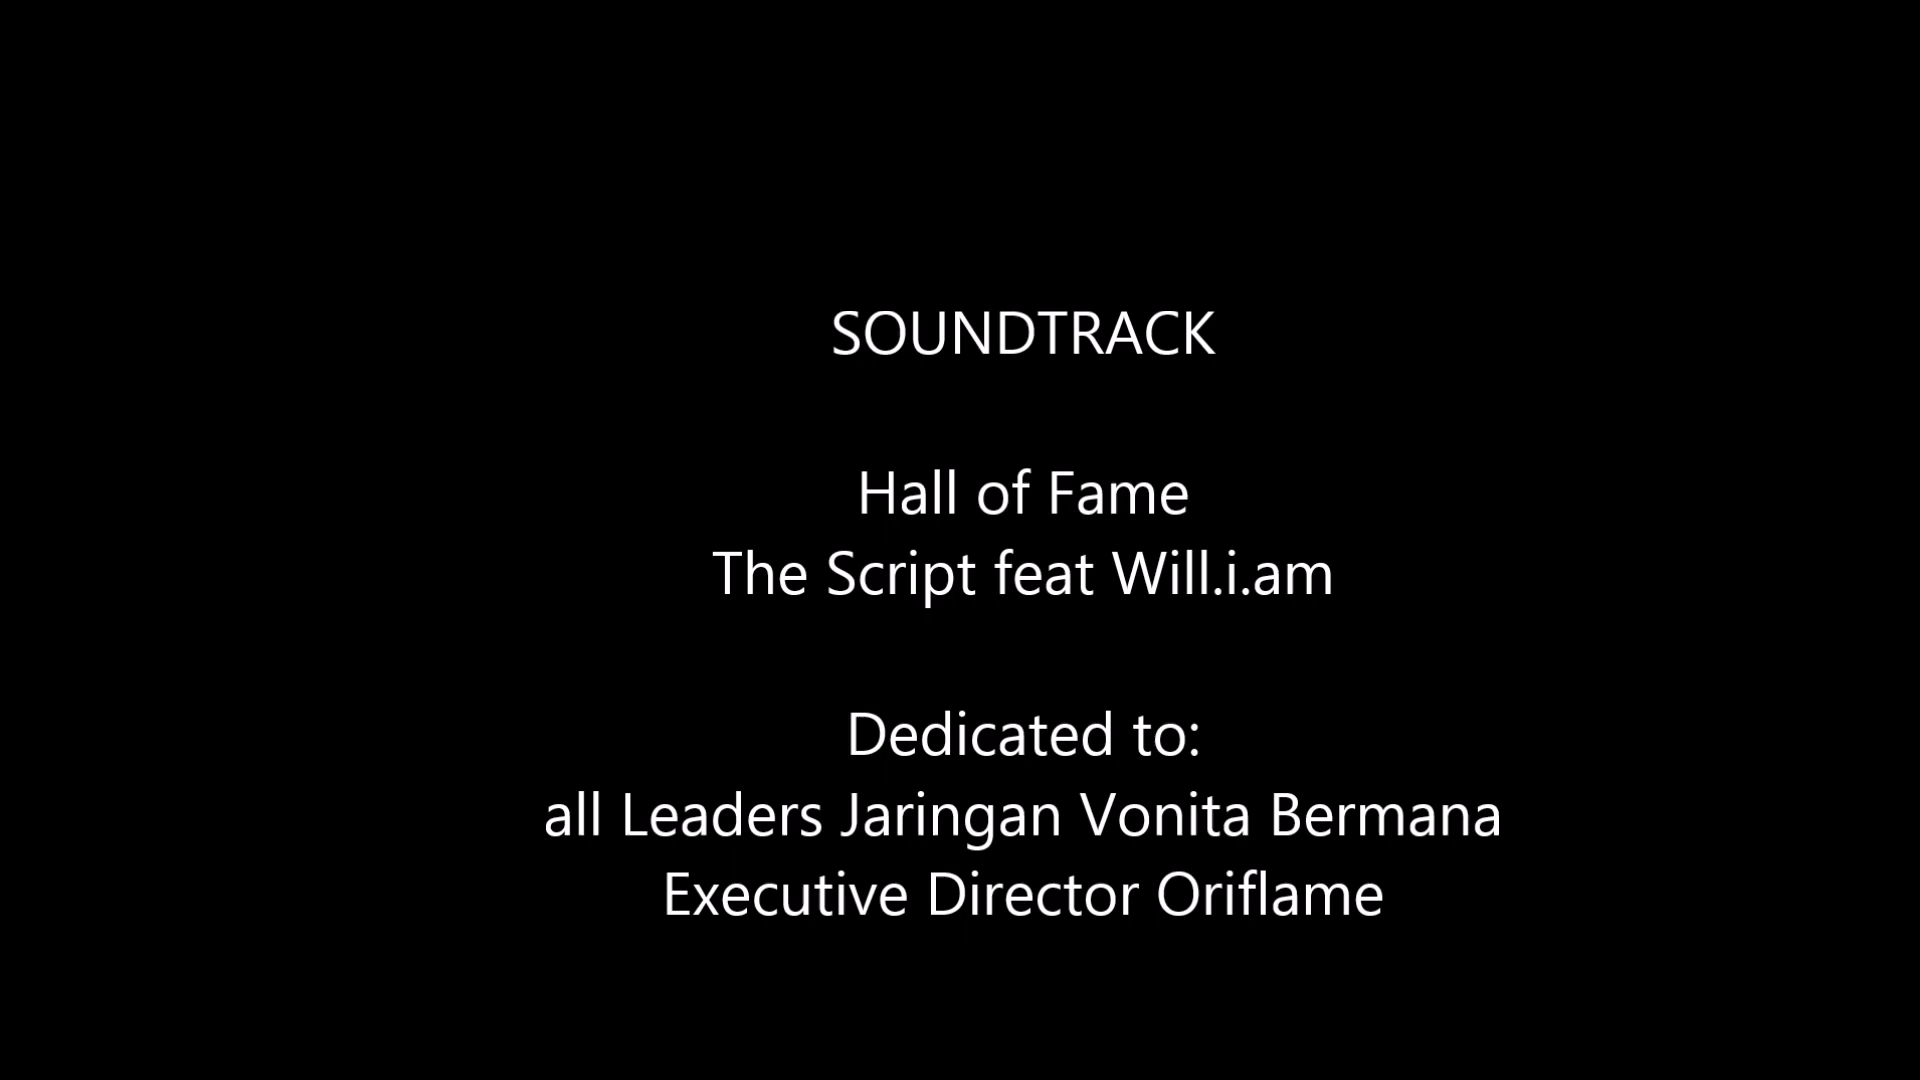 SOUNDTRACK
Hall of Fame
The Script feat Will.i.am
Dedicated to:
all Leaders Jaringan Vonita Bermana
Executive Director Oriflame